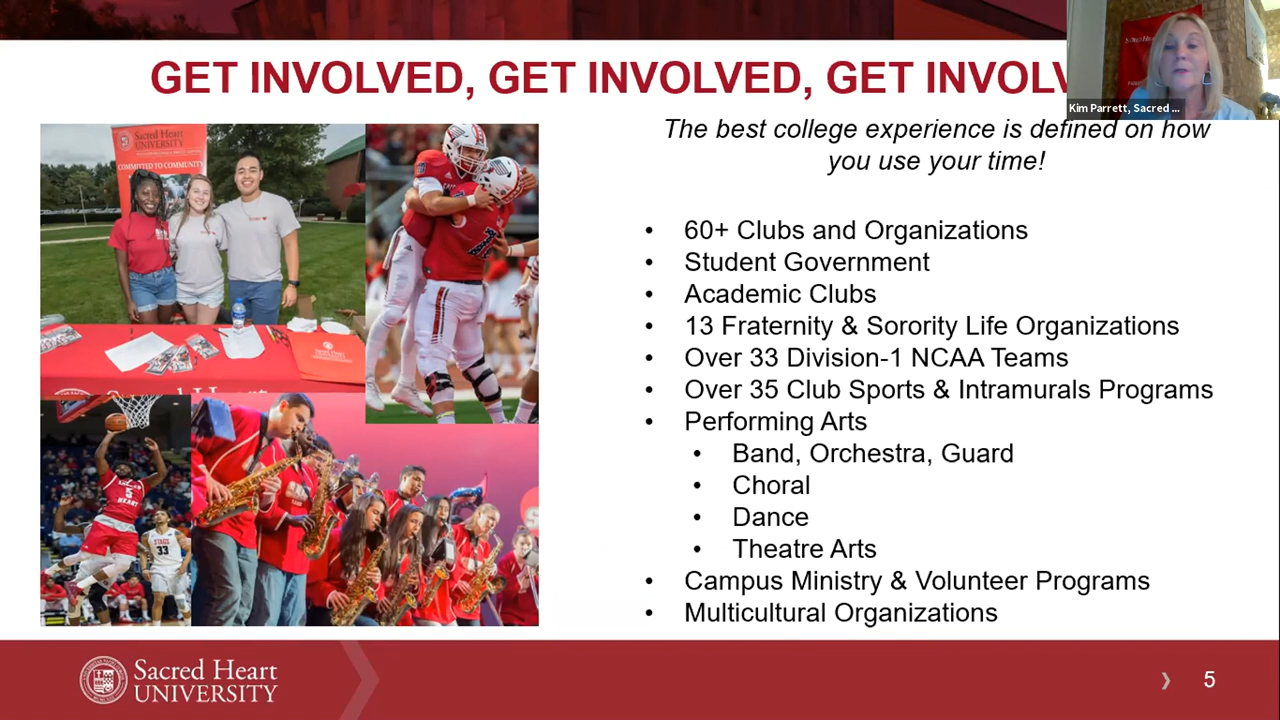 GET INVOLVED, GET INVOLVED, GET INVOLV
Kim Parrett, Sacred ...
The best college experience is defined on how
you use your time!
• 60+ Clubs and Organizations
• Student Government
• Academic Clubs
• 13 Fraternity & Sorority Life Organizations
• Over 33 Division-1 NCAA Teams
• Over 35 Club Sports & Intramurals Programs
• Performing Arts
• Band, Orchestra, Guard
• Choral
• Dance
• Theatre Arts
• Campus Ministry & Volunteer Programs
• Multicultural Organizations
Sacred Heart
UNIVERSITY
COMMITTED TO COMMUNITY
Sacred Heart
HEART
5
STAGS
33
Sacred Heart
UNIVERSITY
5